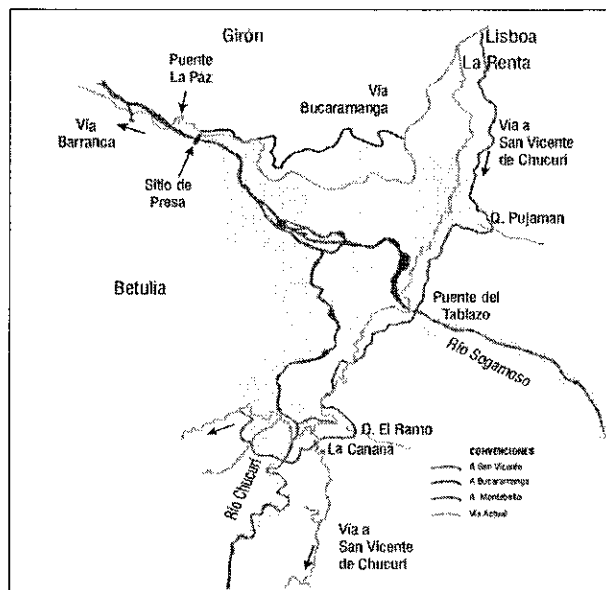 Girón
Lisboa
La Renta
Puente
La Paz
Vía
Bucaramanga
Vía
Barranca
Vía a
San Vicente
de Chucurí
Sitio de
Presa
Q. Pujaman
Betulia
Puente del
Tablazo
Río Sogamoso
Q. El Ramo
La Canana
Río Chucurí
CONVENCIONES
A San Vicente
A Bucaramanga
A Montebello
Vía Actual
Vía a
San Vicente
de Chucurí